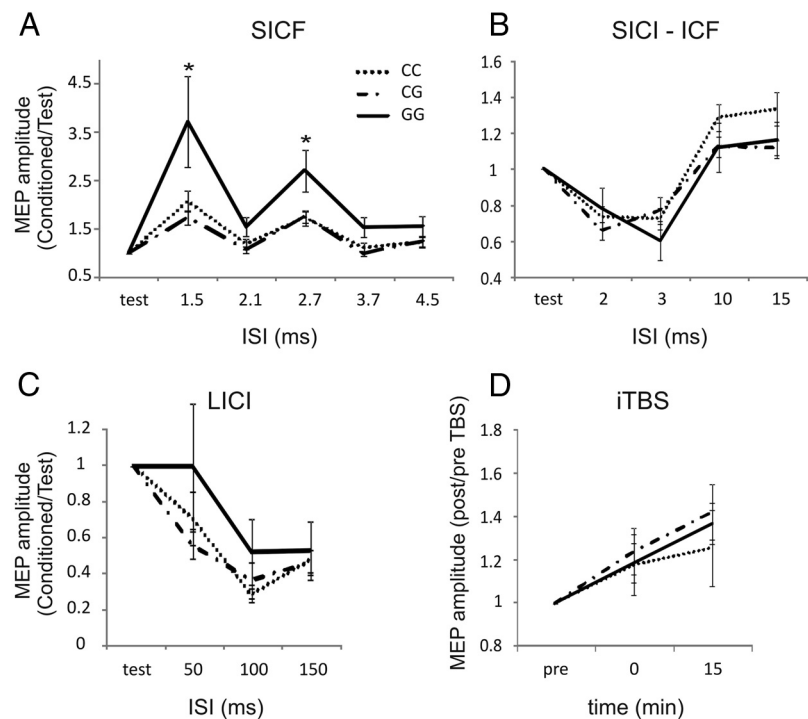 A
SICF
MEP amplitude
(Conditioned/Test)
4.5
3.5
2.5
1.5
0.5
*
*
CC
CG
GG
test 1.5 2.1 2.7 3.7 4.5
ISI (ms)
B
SICI - ICF
1.6
1.4
1.2
1
0.8
0.6
0.4
test 2 3 10 15
ISI (ms)
C
LICI
MEP amplitude
(Conditioned/Test)
1.2
1
0.8
0.6
0.4
0.2
0
test 50 100 150
ISI (ms)
D
iTBS
MEP amplitude (post/pre TBS)
1.8
1.6
1.4
1.2
1
0.8
pre 0 15
time (min)